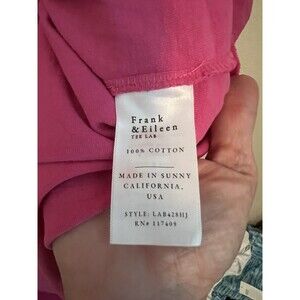 Frank
&Eileen
TEE LAB
100% COTTON
MADE IN SUNNY
CALIFORNIA,
USA
STYLE: LAB428HJ
RN# 117409